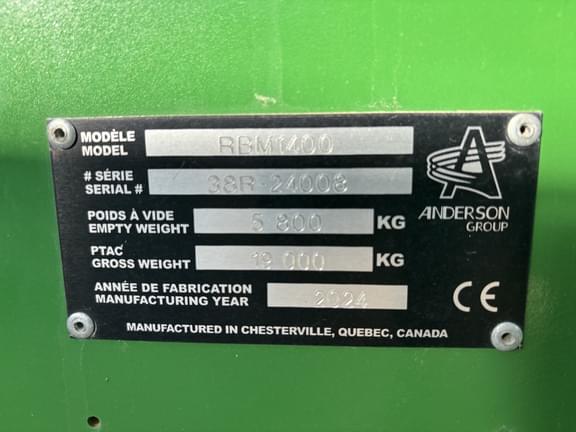 MODÈLE
MODEL RBM1400
# SÉRIE
SERIAL # 38R 24008
POIDS À VIDE
EMPTY WEIGHT 5 800 KG
PTAC
GROSS WEIGHT 19 000 KG
ANNÉE DE FABRICATION
MANUFACTURING YEAR 2024
ANDERSON
GROUP
CE
MANUFACTURED IN CHESTERVILLE, QUEBEC, CANADA